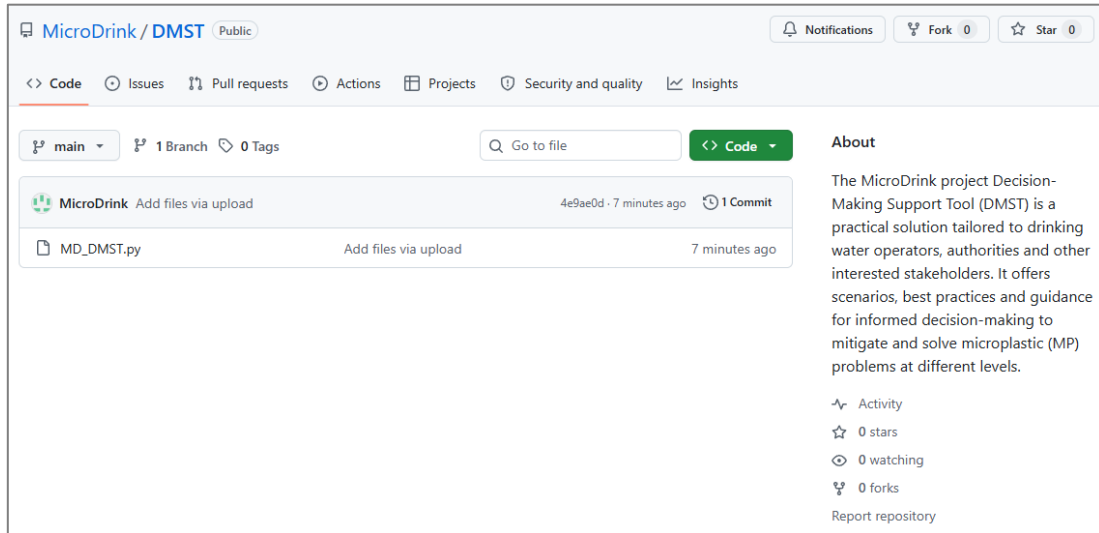 MicroDrink / DMST Public
Notifications Fork 0 Star 0
Code Issues Pull requests Actions Projects Security and quality Insights
main 1 Branch 0 Tags
Go to file
Code
MicroDrink Add files via upload 4e9ae0d · 7 minutes ago 1 Commit
MD_DMST.py Add files via upload 7 minutes ago
About
The MicroDrink project Decision-
Making Support Tool (DMST) is a
practical solution tailored to drinking
water operators, authorities and other
interested stakeholders. It offers
scenarios, best practices and guidance
for informed decision-making to
mitigate and solve microplastic (MP)
problems at different levels.
Activity
0 stars
0 watching
0 forks
Report repository